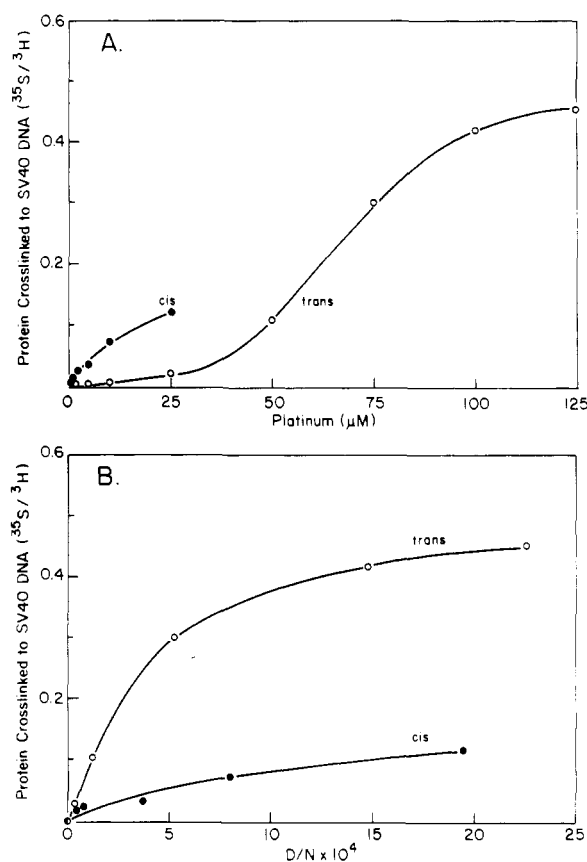 A.
Protein Crosslinked to SV40 DNA (³⁵S/³H)
0.6
0.4
0.2
cis
trans
0
25
50
75
100
125
Platinum (μM)
B.
Protein Crosslinked to SV40 DNA (³⁵S/³H)
0.6
0.4
0.2
trans
cis
0
5
10
15
20
25
D/N x 10⁴